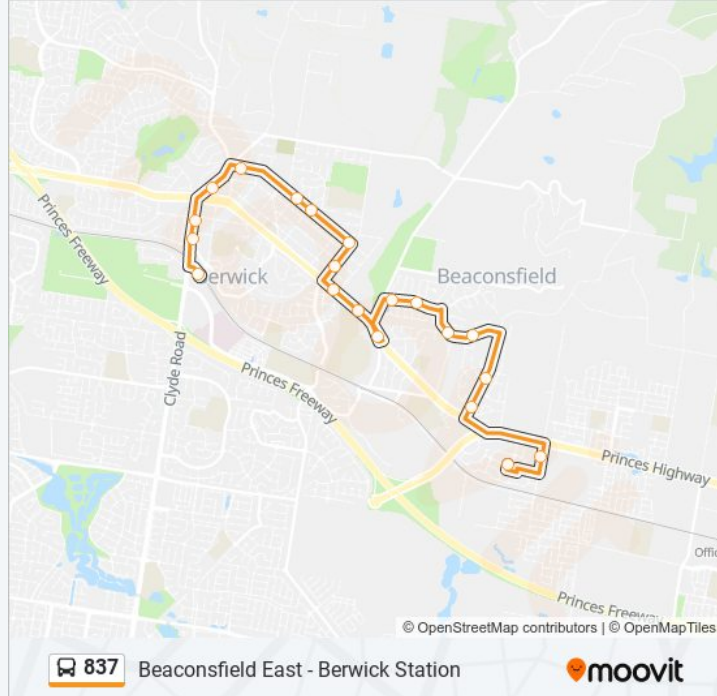 Princes Freeway
Berwick
Beaconsfield
Clyde Road
Princes Freeway
Princes Highway
Offic
Princes Freeway
© OpenStreetMap contributors | © OpenMapTiles
837 Beaconsfield East - Berwick Station
moovit